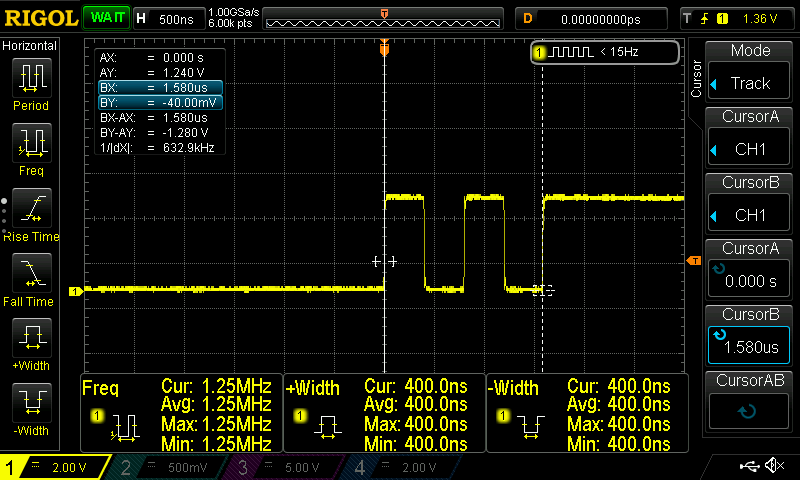 RIGOL WAIT H 500ns 1.00GSa/s 6.00k pts T D 0.00000000ps T 1 1.36 V
Horizontal
Period
Freq
Rise Time
Fall Time
+Width
-Width
AX: = 0.000 s
AY: = 1.240 V
BX: = 1.580us
BY: = -40.00mV
BX-AX: = 1.580us
BY-AY: = -1.280 V
1/|dX|: = 632.9kHz
1 < 15Hz
T
1
T
Cursor
Mode
Track
CursorA
CH1
CursorB
CH1
CursorA
0.000 s
CursorB
1.580us
CursorAB
Freq
1
Cur: 1.25MHz
Avg: 1.25MHz
Max: 1.25MHz
Min: 1.25MHz
+Width
1
Cur: 400.0ns
Avg: 400.0ns
Max: 400.0ns
Min: 400.0ns
-Width
1
Cur: 400.0ns
Avg: 400.0ns
Max: 400.0ns
Min: 400.0ns
1 = 2.00 V 2 = 500mV 3 = 5.00 V 4 = 2.00 V